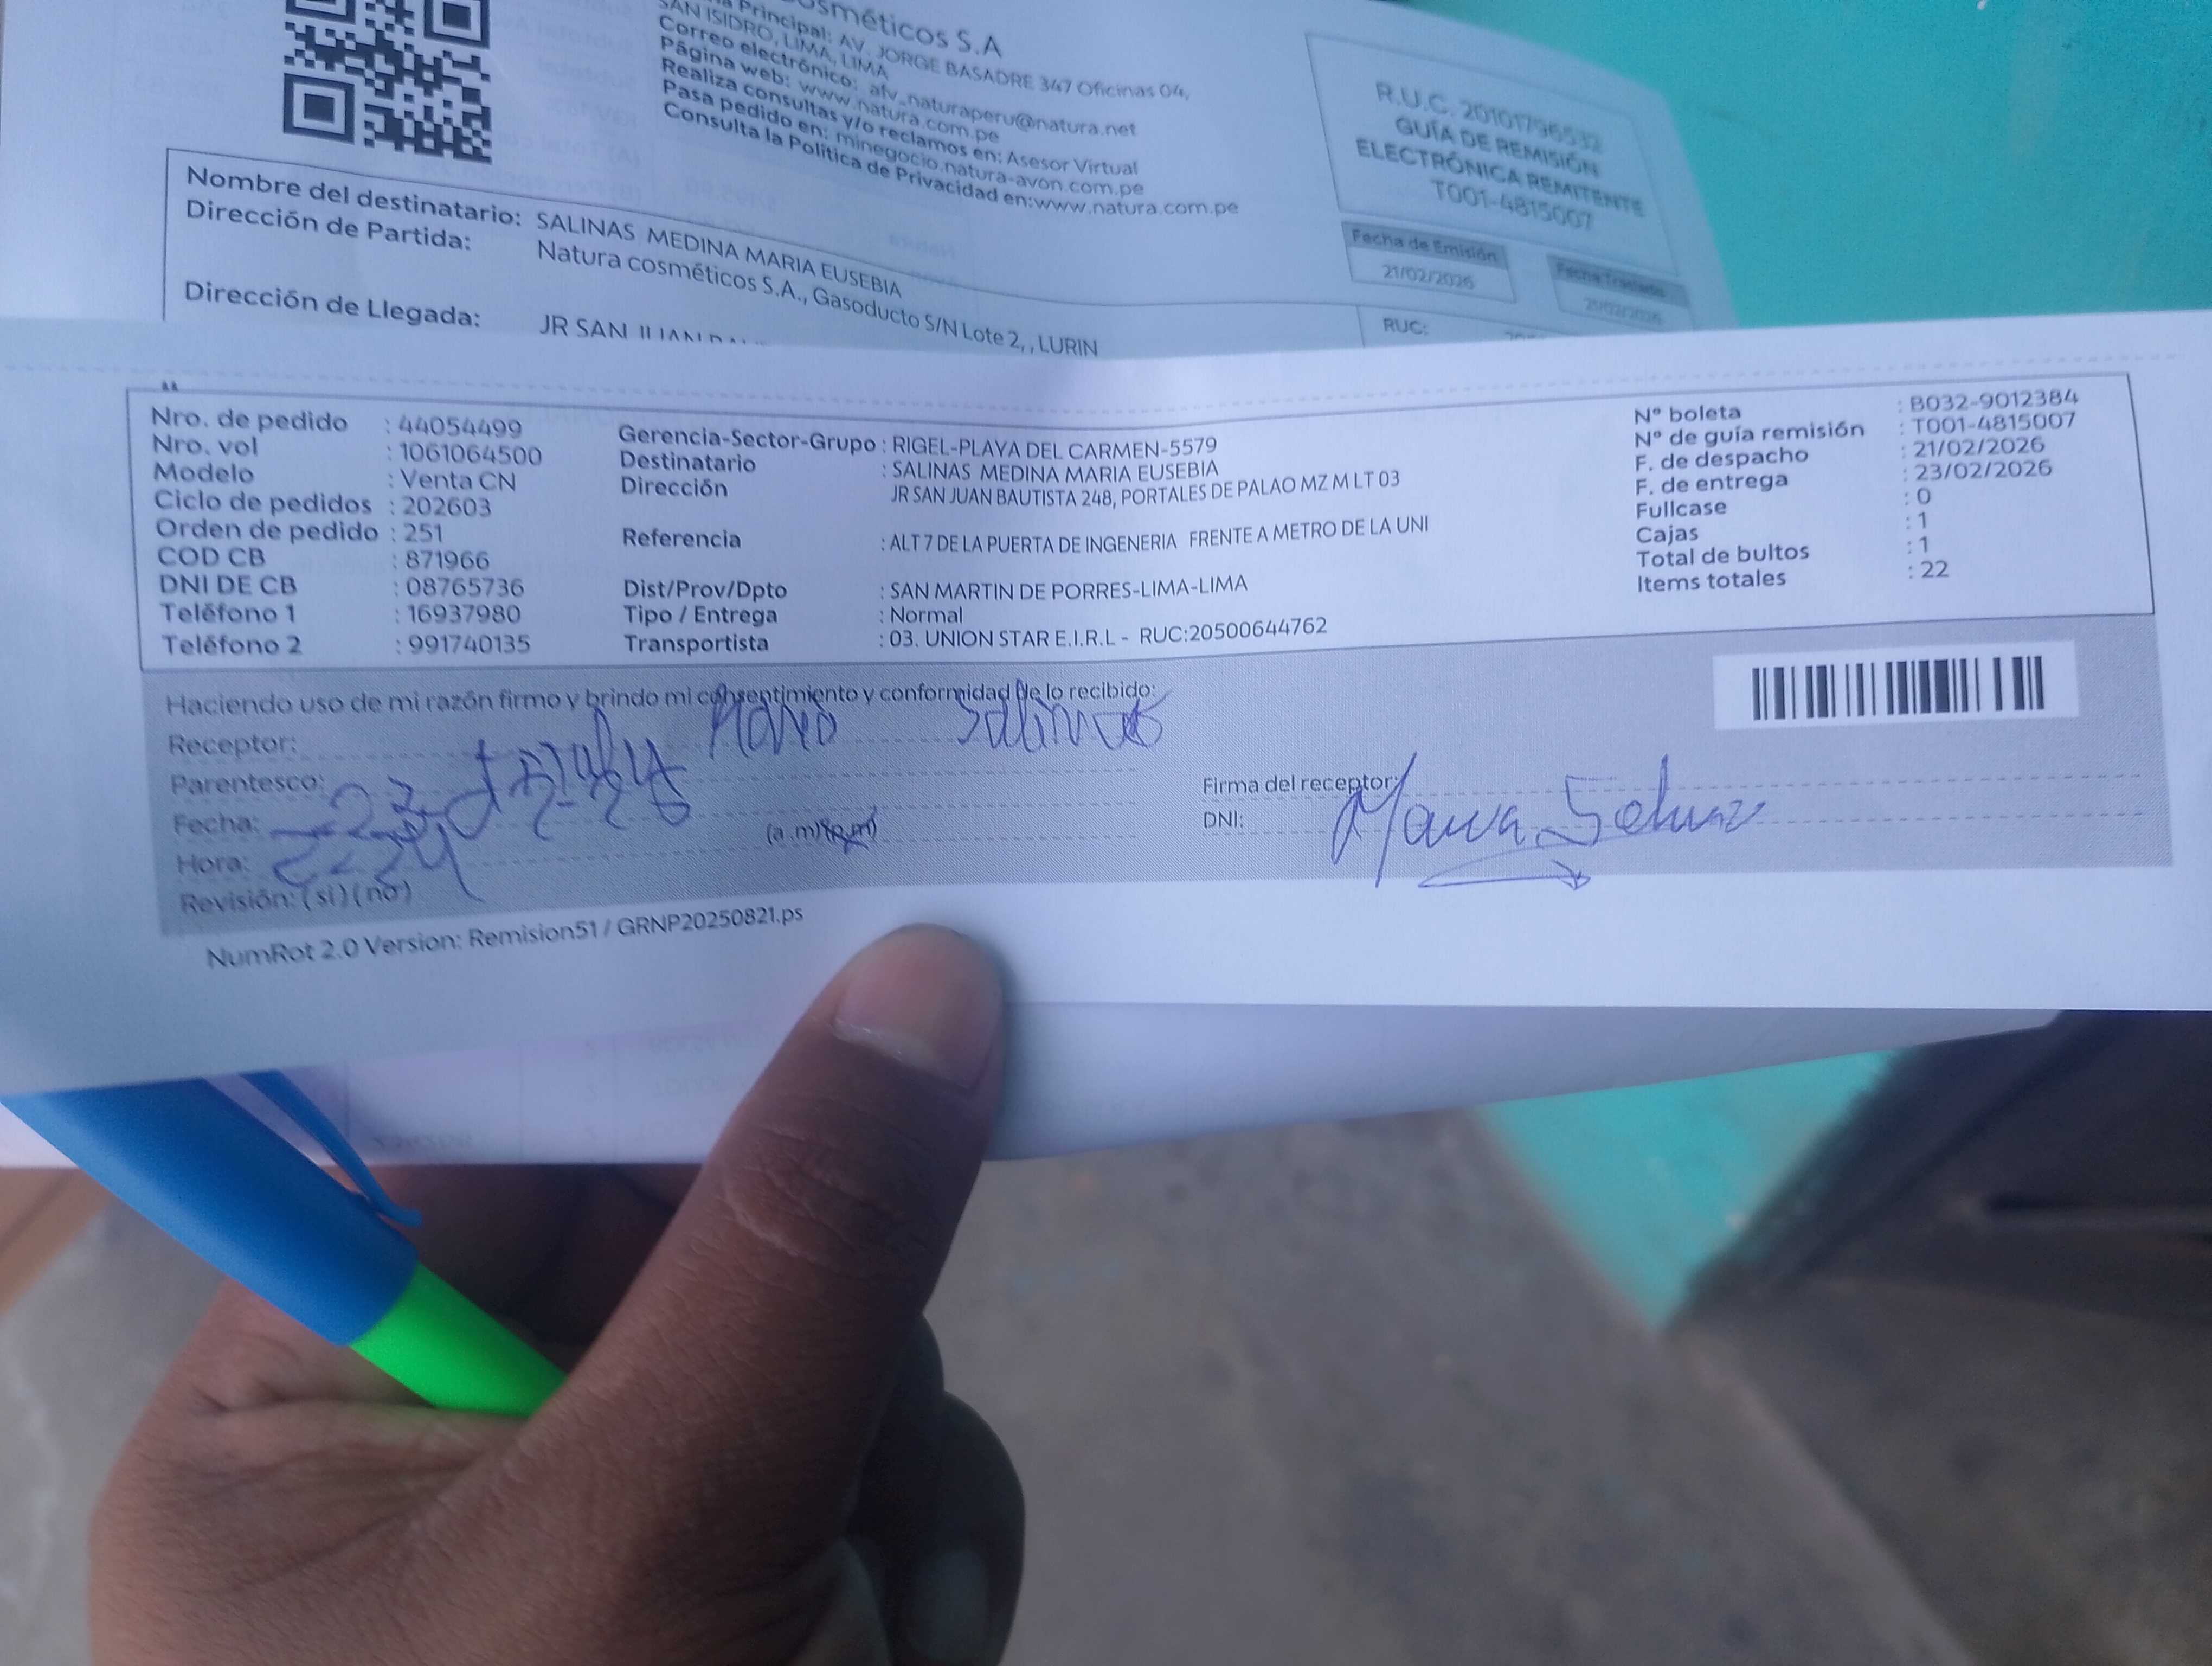 Cosméticos S.A
Principal: AV. JORGE BASADRE 347 Oficinas 04,
SAN ISIDRO, LIMA, LIMA
Correo electrónico: afv_naturaperu@natura.net
Página web: www.natura.com.pe
Realiza consultas y/o reclamos en: Asesor Virtual
Pasa pedido en: minegocio.natura-avon.com.pe
Consulta la Política de Privacidad en:www.natura.com.pe
R.U.C. 20101796532
GUÍA DE REMISIÓN
ELECTRÓNICA REMITENTE
T001-4815007
Fecha de Emisión
21/02/2026
Fecha Traslado
Nombre del destinatario: SALINAS MEDINA MARIA EUSEBIA
Dirección de Partida: Natura cosméticos S.A., Gasoducto S/N Lote 2, , LURIN
Dirección de Llegada: JR SAN JUAN
RUC:
Nro. de pedido : 44054499
Nro. vol : 1061064500
Modelo : Venta CN
Ciclo de pedidos : 202603
Orden de pedido : 251
COD CB : 871966
DNI DE CB : 08765736
Teléfono 1 : 16937980
Teléfono 2 : 991740135
Gerencia-Sector-Grupo : RIGEL-PLAYA DEL CARMEN-5579
Destinatario : SALINAS MEDINA MARIA EUSEBIA
Dirección JR SAN JUAN BAUTISTA 248, PORTALES DE PALAO MZ M LT 03
Referencia : ALT 7 DE LA PUERTA DE INGENERIA FRENTE A METRO DE LA UNI
Dist/Prov/Dpto : SAN MARTIN DE PORRES-LIMA-LIMA
Tipo / Entrega : Normal
Transportista : 03. UNION STAR E.I.R.L - RUC:20500644762
N° boleta : B032-9012384
N° de guía remisión : T001-4815007
F. de despacho : 21/02/2026
F. de entrega : 23/02/2026
Fullcase : 0
Cajas : 1
Total de bultos : 1
Items totales : 22
Haciendo uso de mi razón firmo y brindo mi consentimiento y conformidad de lo recibido:
Receptor: Maria Salinas
Parentesco:
Fecha:
Hora: (a.m)(p.m)
Revisión: (si) (no)
Firma del receptor:
DNI:
NumRot 2.0 Version: Remision51 / GRNP20250821.ps